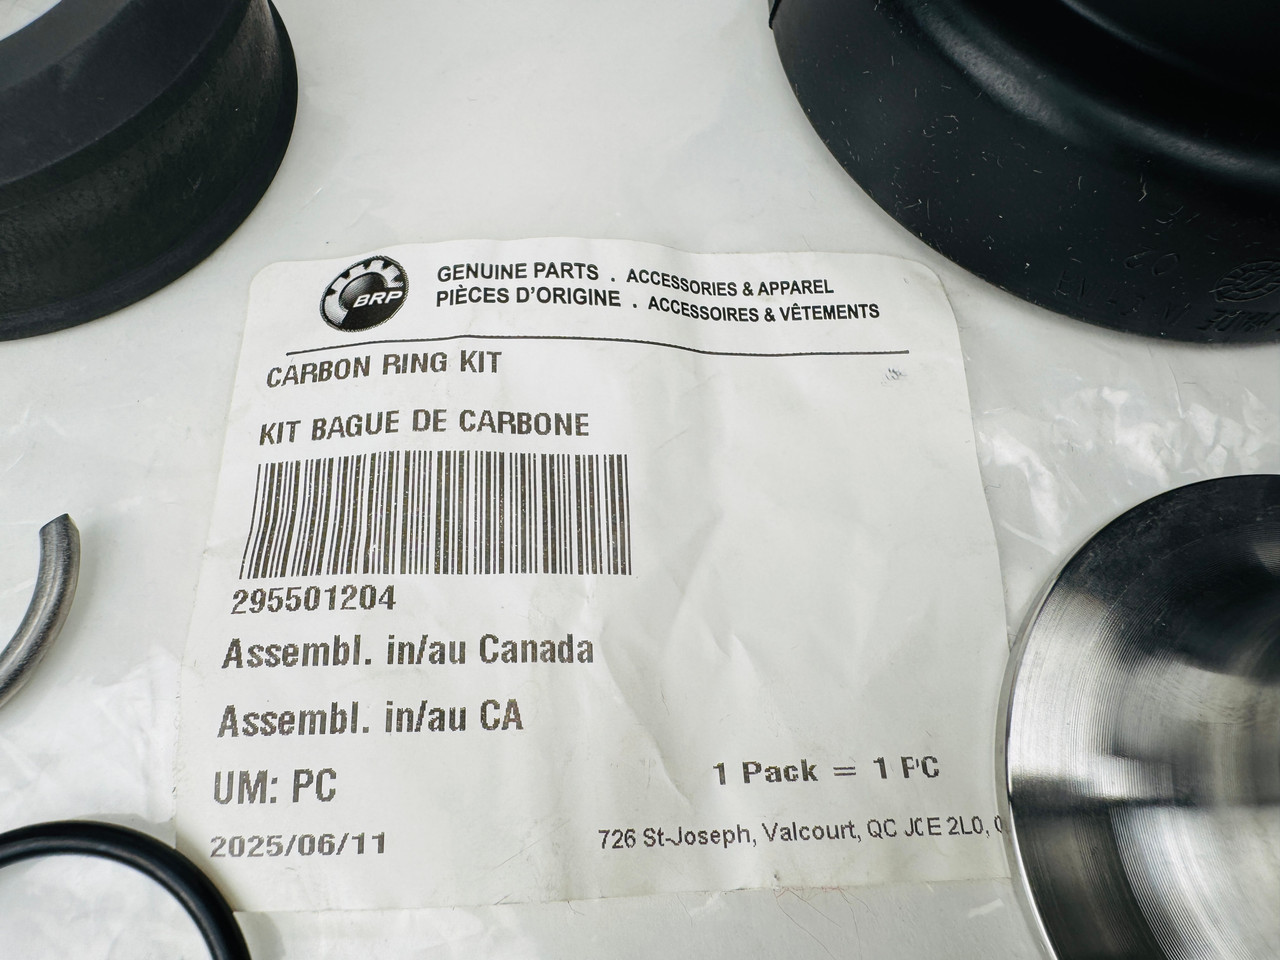 BRP
GENUINE PARTS . ACCESSORIES & APPAREL
PIÈCES D'ORIGINE . ACCESSOIRES & VÊTEMENTS
CARBON RING KIT
KIT BAGUE DE CARBONE
295501204
Assembl. in/au Canada
Assembl. in/au CA
UM: PC
1 Pack = 1 PC
2025/06/11
726 St-Joseph, Valcourt, QC J0E 2L0,